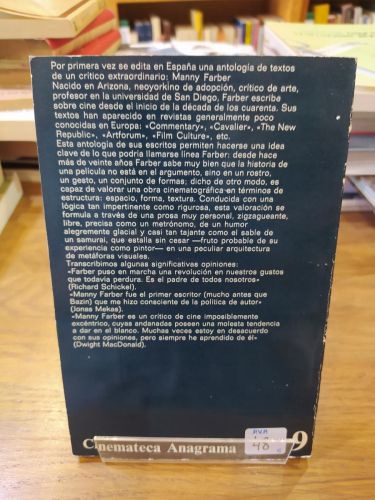 Por primera vez se edita en España una antología de textos
de un crítico extraordinario: Manny Farber
Nacido en Arizona, neoyorkino de adopción, crítico de arte,
profesor en la universidad de San Diego, Farber escribe
sobre cine desde el inicio de la década de los cuarenta. Sus
textos han aparecido en revistas generalmente poco
conocidas en Europa: «Commentary», «Cavalier», «The New
Republic», «Artforum», «Film Culture», etc.
Esta antología de sus escritos permiten hacerse una idea
clave de lo que podría llamarse línea Farber: desde hace
más de veinte años Farber sabe muy bien que la historia de
una película no está en el argumento, sino en un rostro,
un gesto, un conjunto de formas; dicho de otro modo, es
capaz de valorar una obra cinematográfica en términos de
estructura: espacio, forma, textura. Conducida con una
lógica tan impertinente como rigurosa, esta valoración se
formula a través de una prosa muy personal, zigzagueante,
libre, precisa como un metrónomo, de un humor
alegremente glacial y casi tan tajante como el sable de
un samurai, que estalla sin cesar —fruto probable de su
experiencia como pintor— en una peculiar arquitectura
de metáforas visuales.
Transcribimos algunas significativas opiniones:
«Farber puso en marcha una revolución en nuestros gustos
que todavía perdura. Es el padre de todos nosotros»
(Richard Schickel).
«Manny Farber fue el primer escritor (mucho antes que
Bazin) que me hizo consciente de la política de autor»
(Jonas Mekas).
«Manny Farber es un crítico de cine imposiblemente
excéntrico, cuyas andanadas poseen una molesta tendencia
a dar en el blanco. Muchas veces estoy en desacuerdo
con sus opiniones, pero siempre he aprendido de él»
(Dwight MacDonald).
Cinemateca Anagrama 9
48